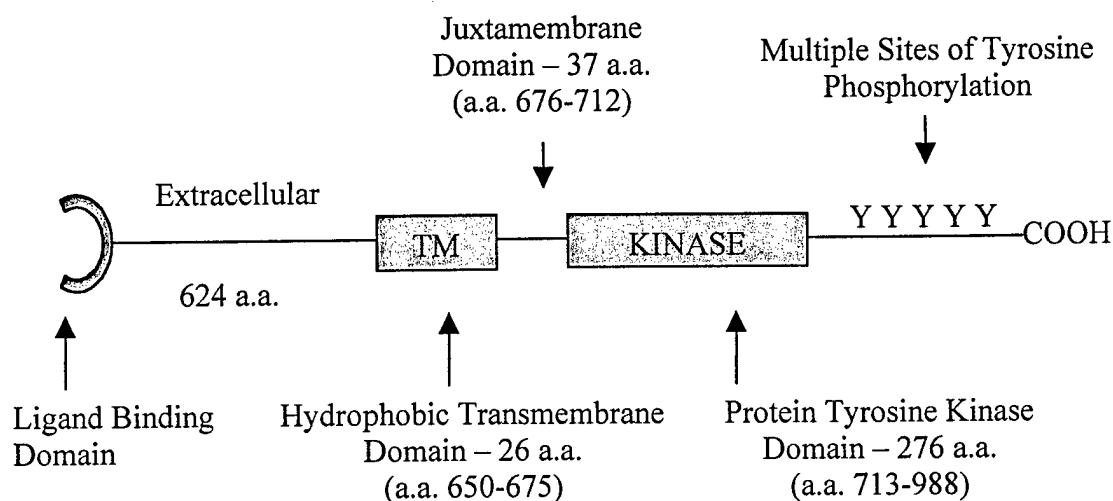 Juxtamembrane
Domain – 37 a.a.
(a.a. 676-712)
Multiple Sites of Tyrosine
Phosphorylation
Extracellular
624 a.a.
TM
KINASE
Y Y Y Y Y
COOH
Ligand Binding
Domain
Hydrophobic Transmembrane
Domain – 26 a.a.
(a.a. 650-675)
Protein Tyrosine Kinase
Domain – 276 a.a.
(a.a. 713-988)